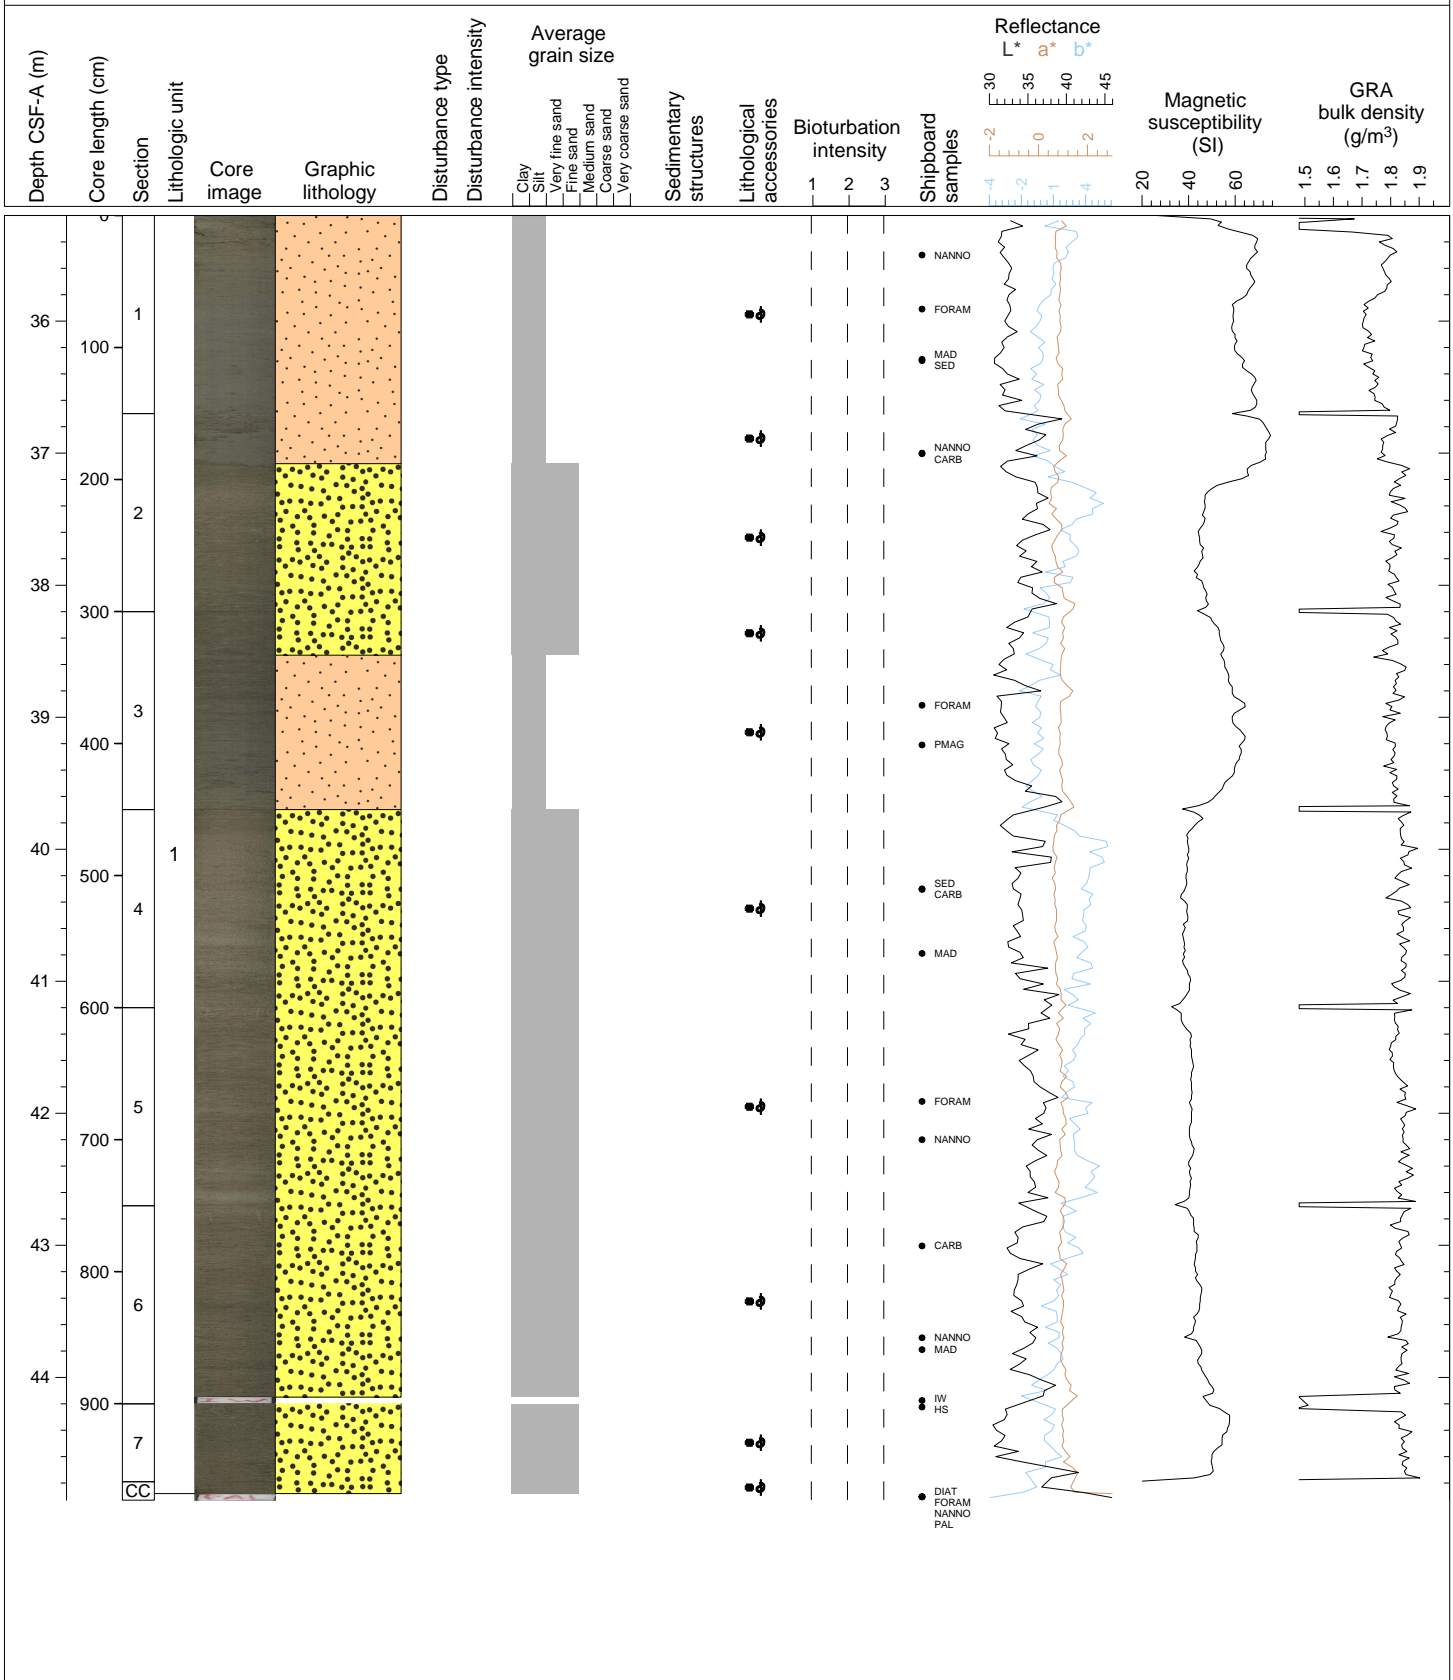 Depth CSF-A (m)
Core length (cm)
Section
Lithologic unit
Core
image
Graphic
lithology
Disturbance type
Disturbance intensity
Average
grain size
Clay
Silt
Very fine sand
Fine sand
Medium sand
Coarse sand
Very coarse sand
Sedimentary
structures
Lithological
accessories
Bioturbation
intensity
1 2 3
Shipboard
samples
Reflectance
L* a* b*
30 35 40 45
-2 0 2
-4 -2 1 4
Magnetic
susceptibility
(SI)
20 40 60
GRA
bulk density
(g/m3)
1.5 1.6 1.7 1.8 1.9
0
NANNO
FORAM
1
36
100
MAD
SED
NANNO
CARB
37
200
2
38
300
FORAM
3
39
400
PMAG
40
1
500
SED
CARB
4
MAD
41
600
FORAM
5
42
700
NANNO
43
CARB
800
6
NANNO
MAD
44
900
IW
HS
7
CC
DIAT
FORAM
NANNO
PAL